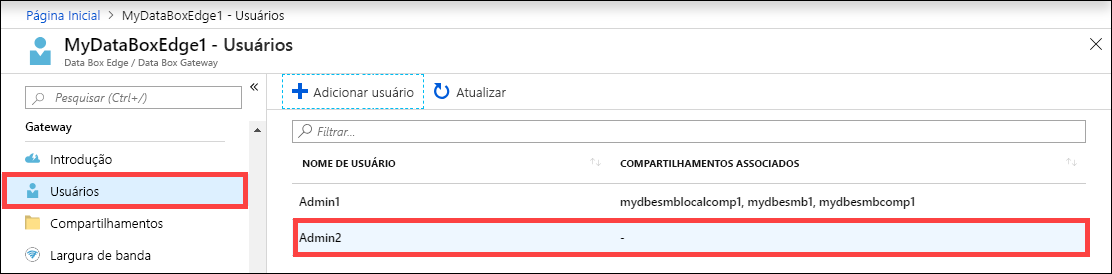 Página Inicial > MyDataBoxEdge1 - Usuários
MyDataBoxEdge1 - Usuários
Data Box Edge / Data Box Gateway
Pesquisar (Ctrl+/)
Gateway
Introdução
Usuários
Compartilhamentos
Largura de banda
Adicionar usuário Atualizar
Filtrar...
NOME DE USUÁRIO COMPARTILHAMENTOS ASSOCIADOS
Admin1 mydbesmblocalcomp1, mydbesmb1, mydbesmbcomp1
Admin2 -